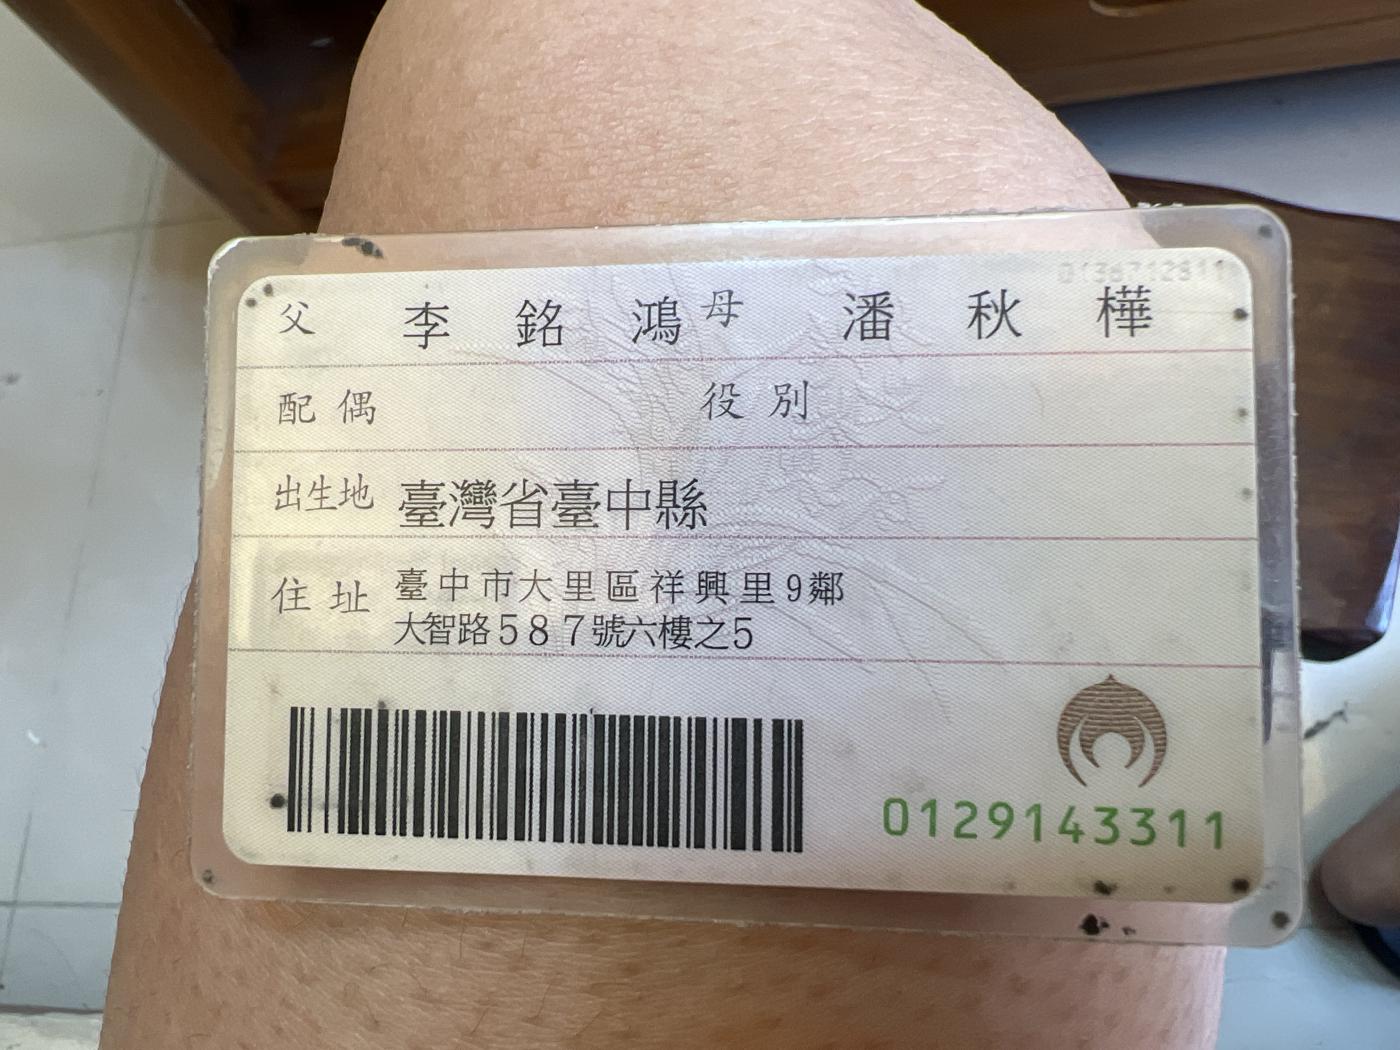 父 李銘鴻 母 潘秋樺
配偶 役別
出生地 臺灣省臺中縣
住址 臺中市大里區祥興里9鄰
大智路587號六樓之5
0129143311